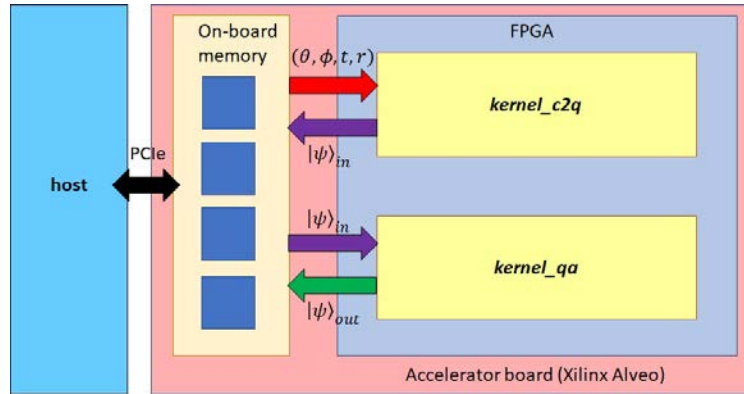 On-board
memory
FPGA
(θ, ϕ, t, r)
kernel_c2q
|ψ⟩in
PCIe
host
|ψ⟩in
kernel_qa
|ψ⟩out
Accelerator board (Xilinx Alveo)